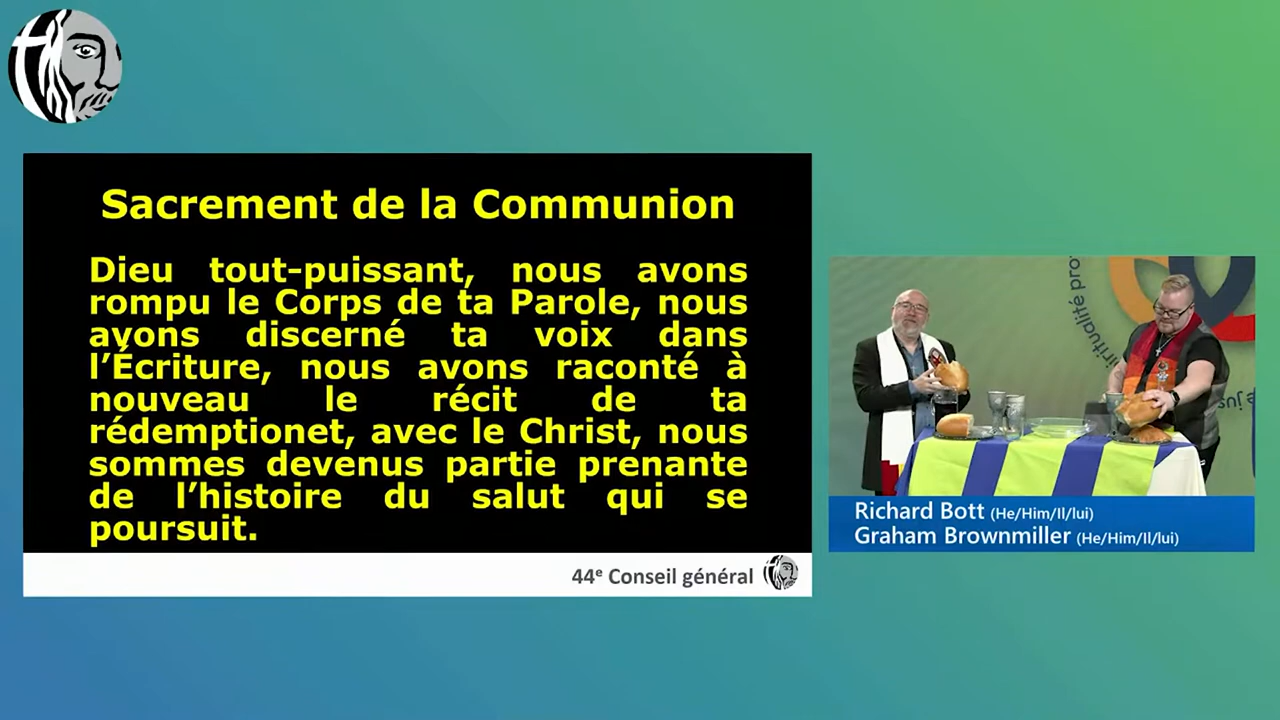 Sacrement de la Communion
Dieu tout-puissant, nous avons
rompu le Corps de ta Parole, nous
avons discerné ta voix dans
l'Écriture, nous avons raconté à
nouveau le récit de ta
rédemptionet, avec le Christ, nous
sommes devenus partie prenante
de l'histoire du salut qui se
poursuit.
44e Conseil général
Richard Bott (He/Him/Il/lui)
Graham Brownmiller (He/Him/Il/lui)